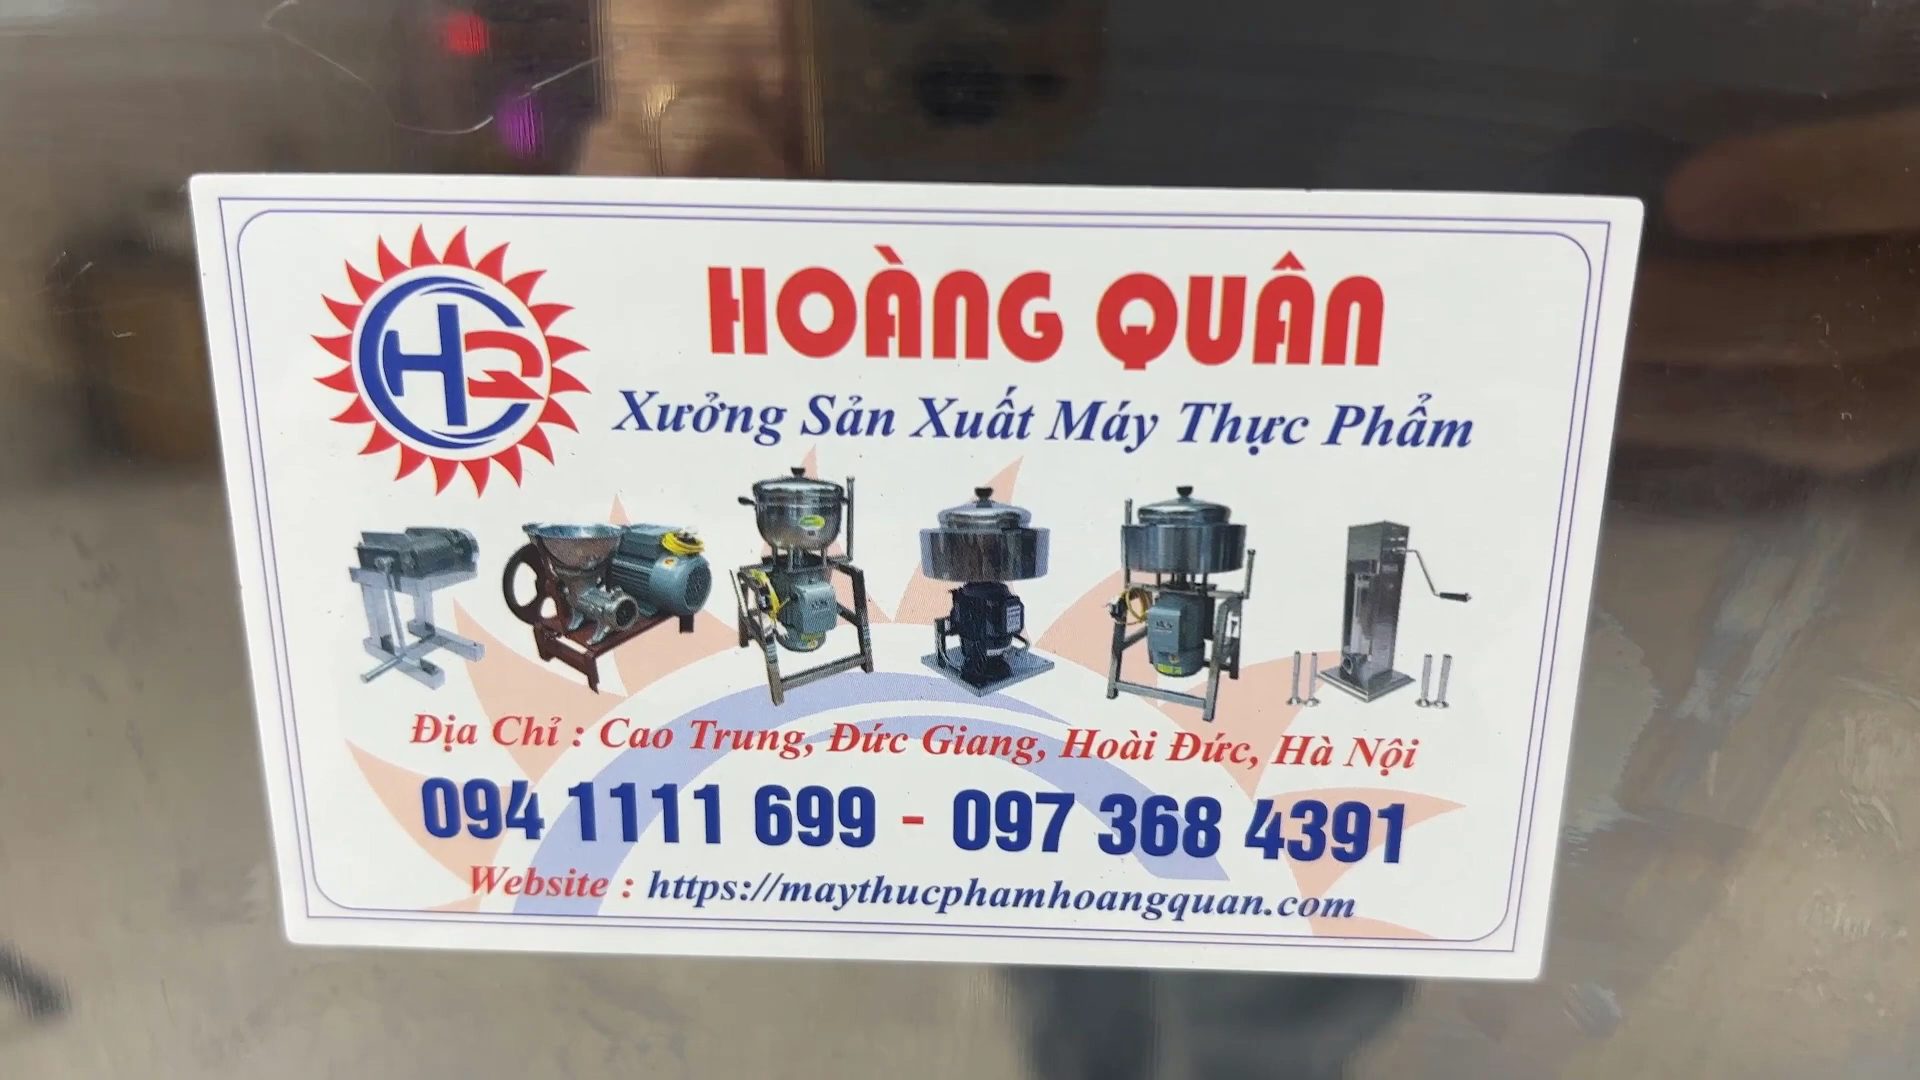 HQ
HOÀNG QUÂN
Xưởng Sản Xuất Máy Thực Phẩm
Địa Chỉ : Cao Trung, Đức Giang, Hoài Đức, Hà Nội
094 1111 699 - 097 368 4391
Website : https://maythucphamhoangquan.com